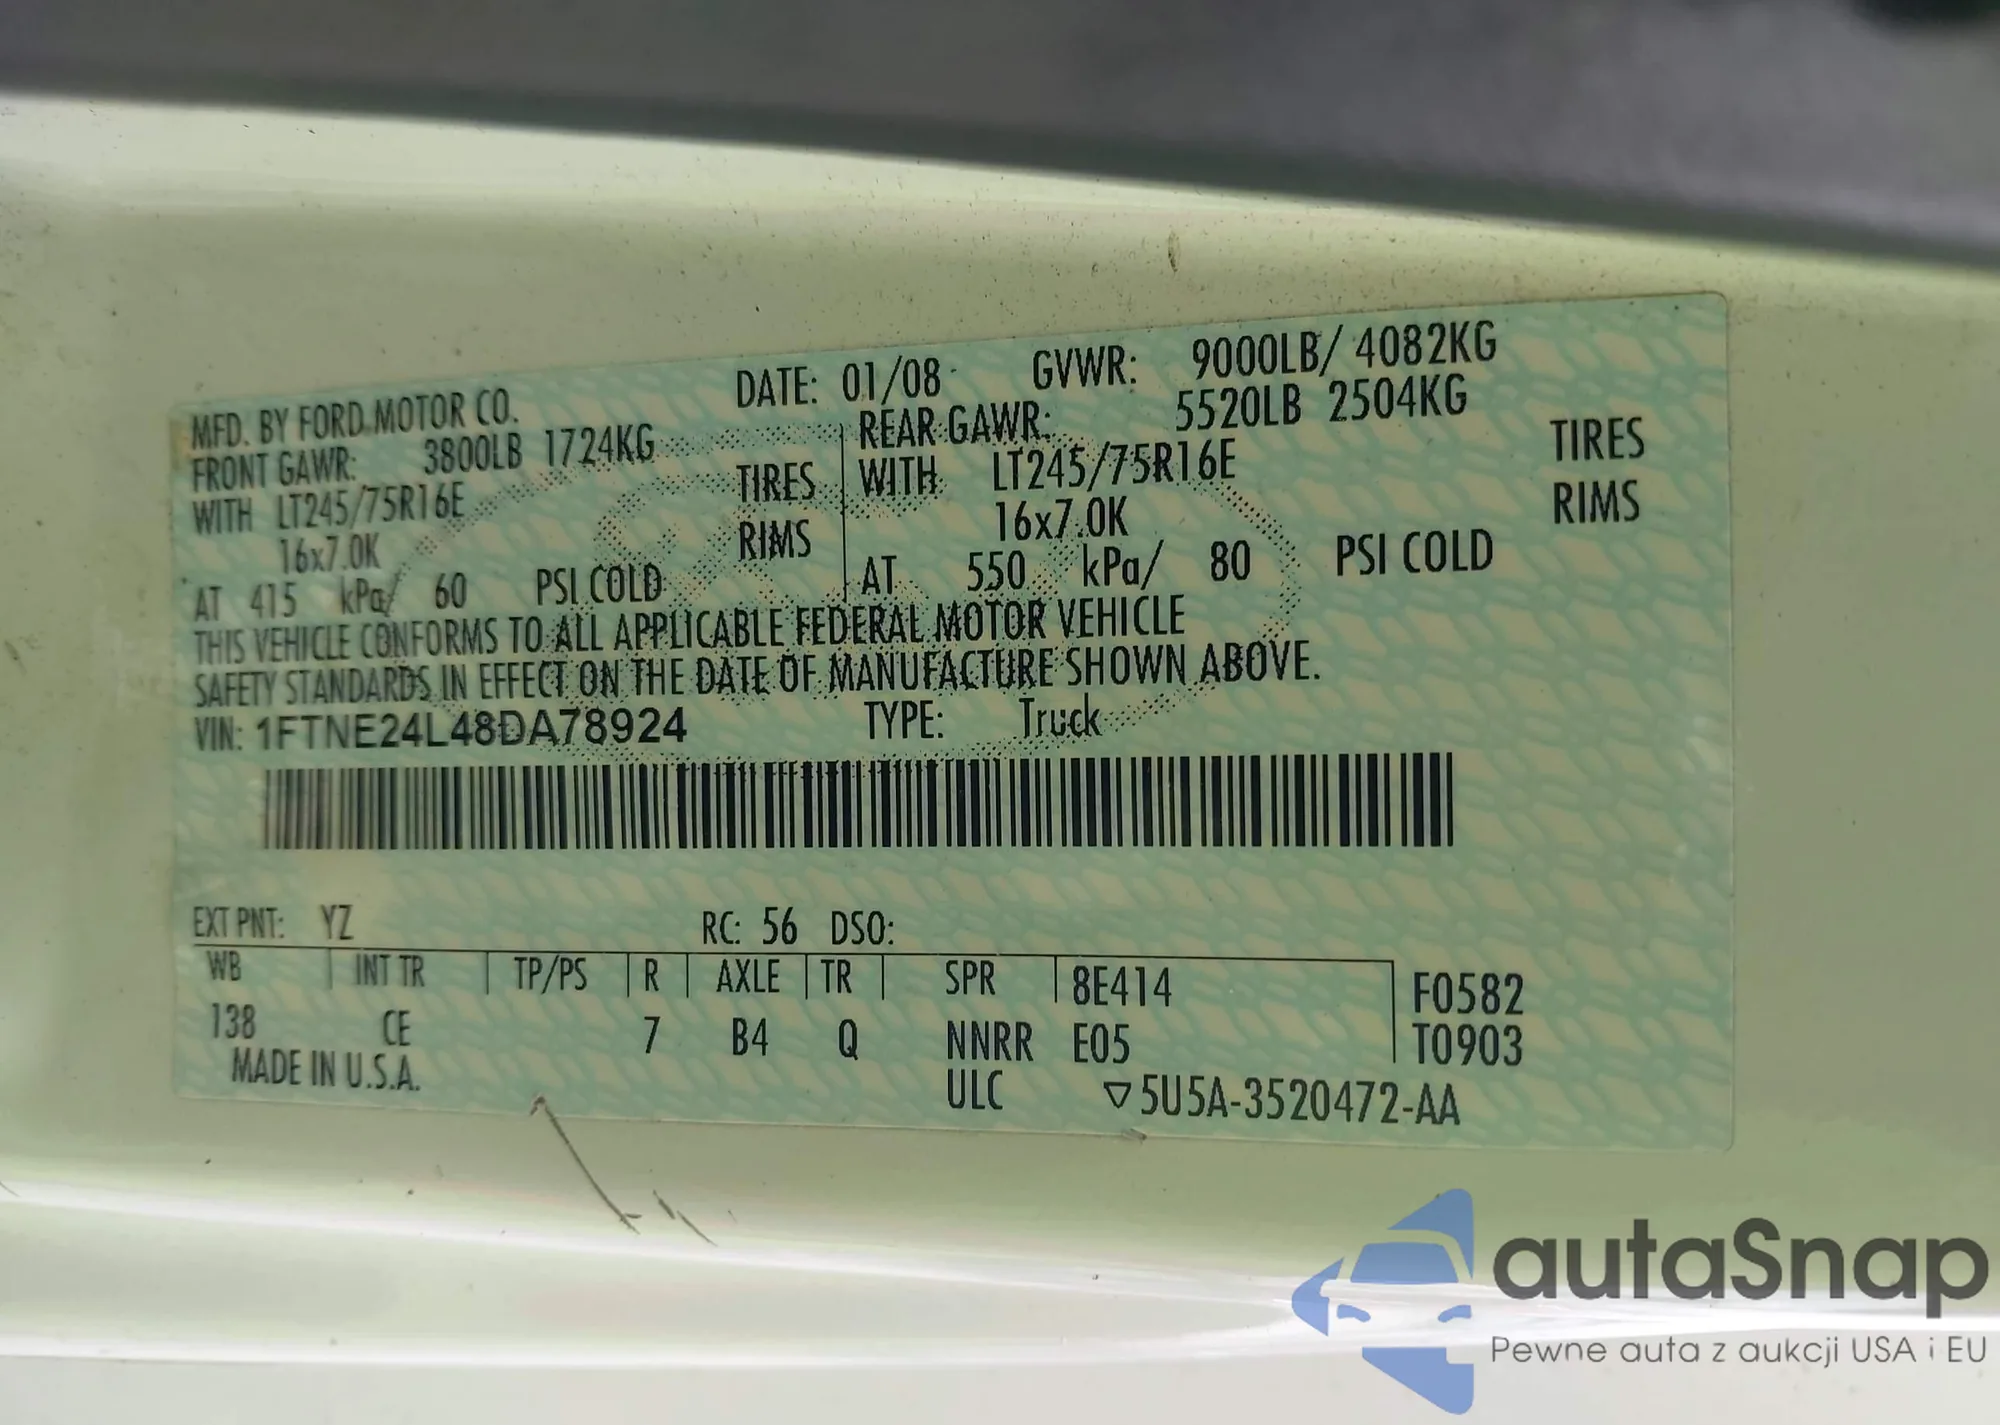 MFD. BY FORD MOTOR CO. DATE: 01/08 GVWR: 9000LB/ 4082KG
FRONT GAWR: 3800LB 1724KG REAR GAWR: 5520LB 2504KG
WITH LT245/75R16E TIRES WITH LT245/75R16E TIRES
16x7.0K RIMS 16x7.0K RIMS
AT 415 kPa/ 60 PSI COLD AT 550 kPa/ 80 PSI COLD
THIS VEHICLE CONFORMS TO ALL APPLICABLE FEDERAL MOTOR VEHICLE
SAFETY STANDARDS IN EFFECT ON THE DATE OF MANUFACTURE SHOWN ABOVE.
VIN: 1FTNE24L48DA78924 TYPE: Truck
EXT PNT: YZ RC: 56 DSO:
WB INT TR TP/PS R AXLE TR SPR 8E414 F0582
138 CE 7 B4 Q NNRR E05 T0903
MADE IN U.S.A. ULC ▽5U5A-3520472-AA
autaSnap
Pewne auta z aukcji USA i EU